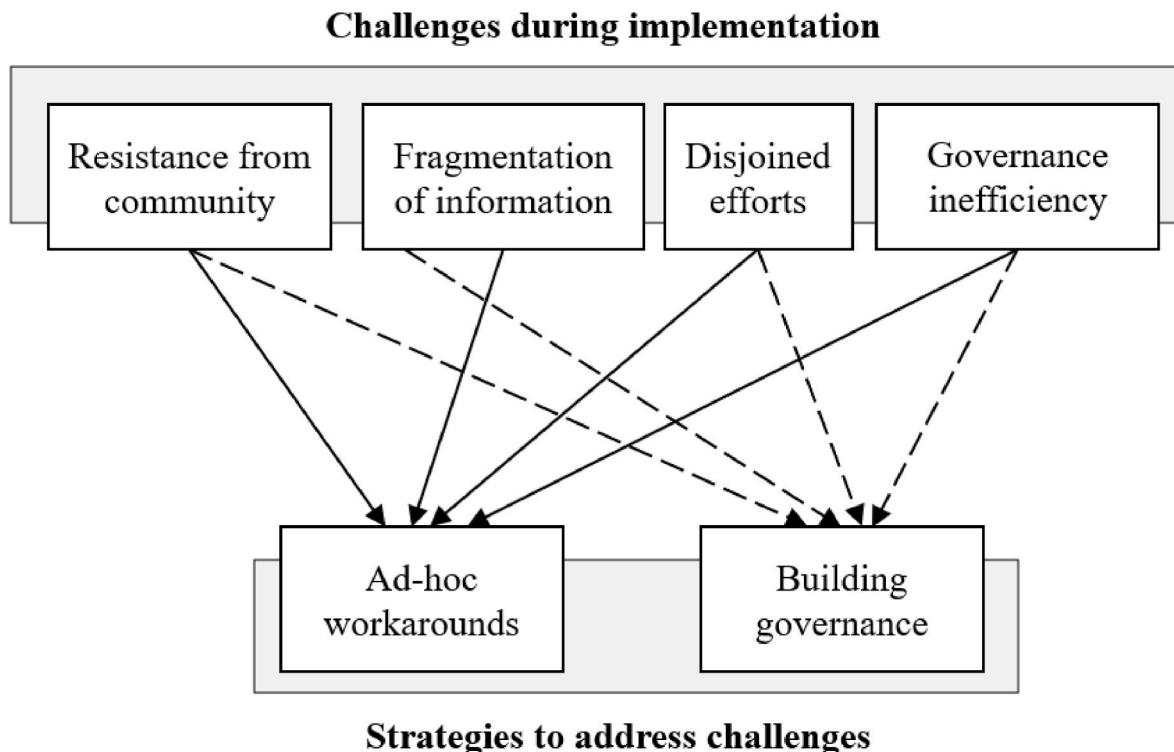 Challenges during implementation
Resistance from
community
Fragmentation
of information
Disjoined
efforts
Governance
inefficiency
Ad-hoc
workarounds
Building
governance
Strategies to address challenges